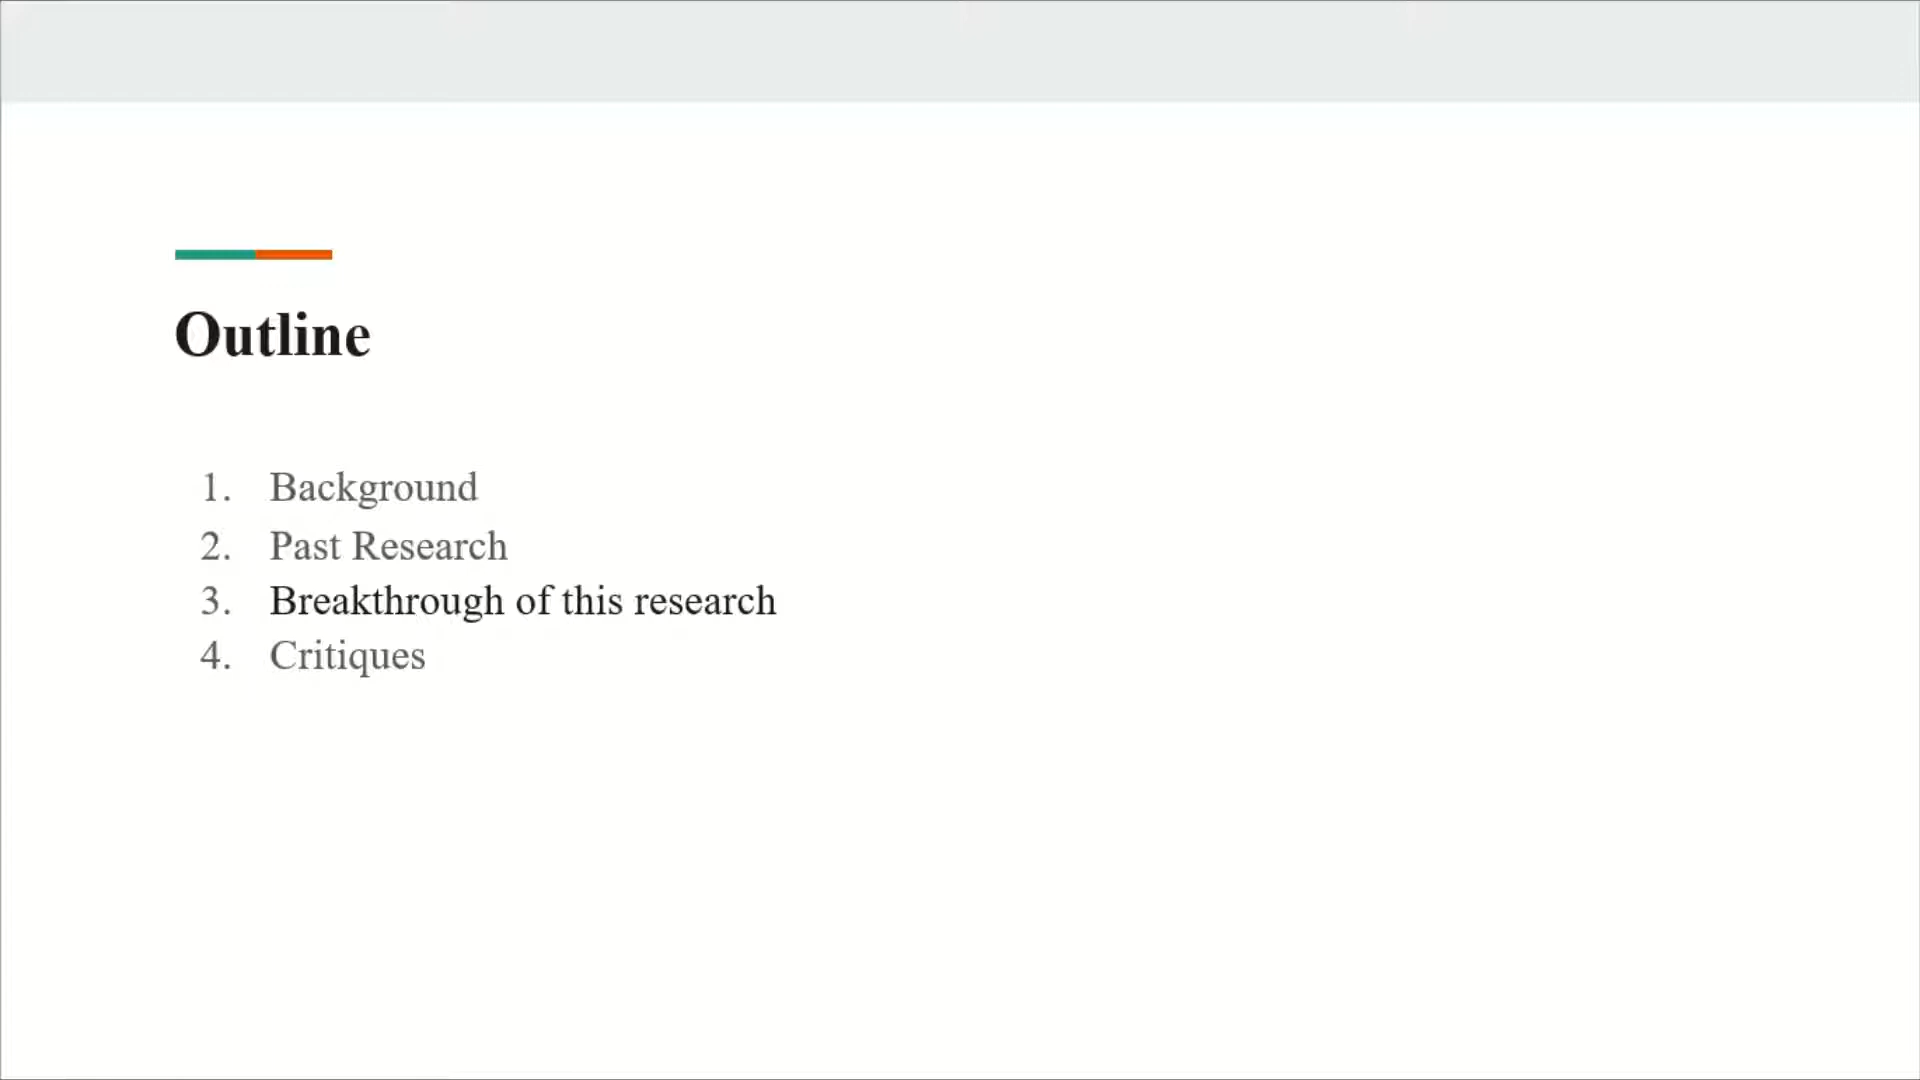 Outline
1. Background
2. Past Research
3. Breakthrough of this research
4. Critiques